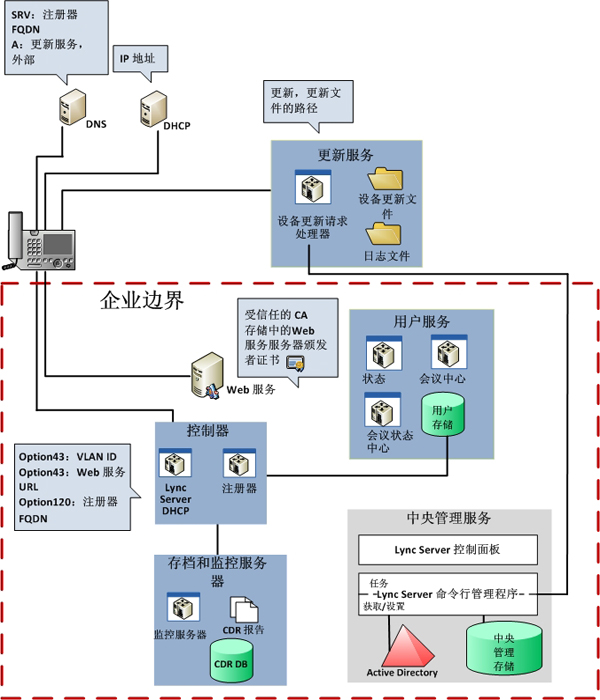 SRV：注册器
FQDN
A：更新服务，
外部
IP 地址
DNS
DHCP
更新，更新文
件的路径
更新服务
设备更新请求
处理器
设备更新文
件
日志文件
企业边界
受信任的 CA
存储中的Web
服务服务器颁发
者证书
Web 服务
用户服务
状态
会议中心
会议状态
中心
用户
存储
控制器
Lync
Server
DHCP
注册器
Option43：VLAN ID
Option43：Web 服务
URL
Option120：注册器
FQDN
存档和监控服务
器
监控服务器
CDR 报告
CDR DB
中央管理服务
Lync Server 控制面板
任务
Lync Server 命令行管理程序
获取/设置
Active Directory
中央
管理
存储